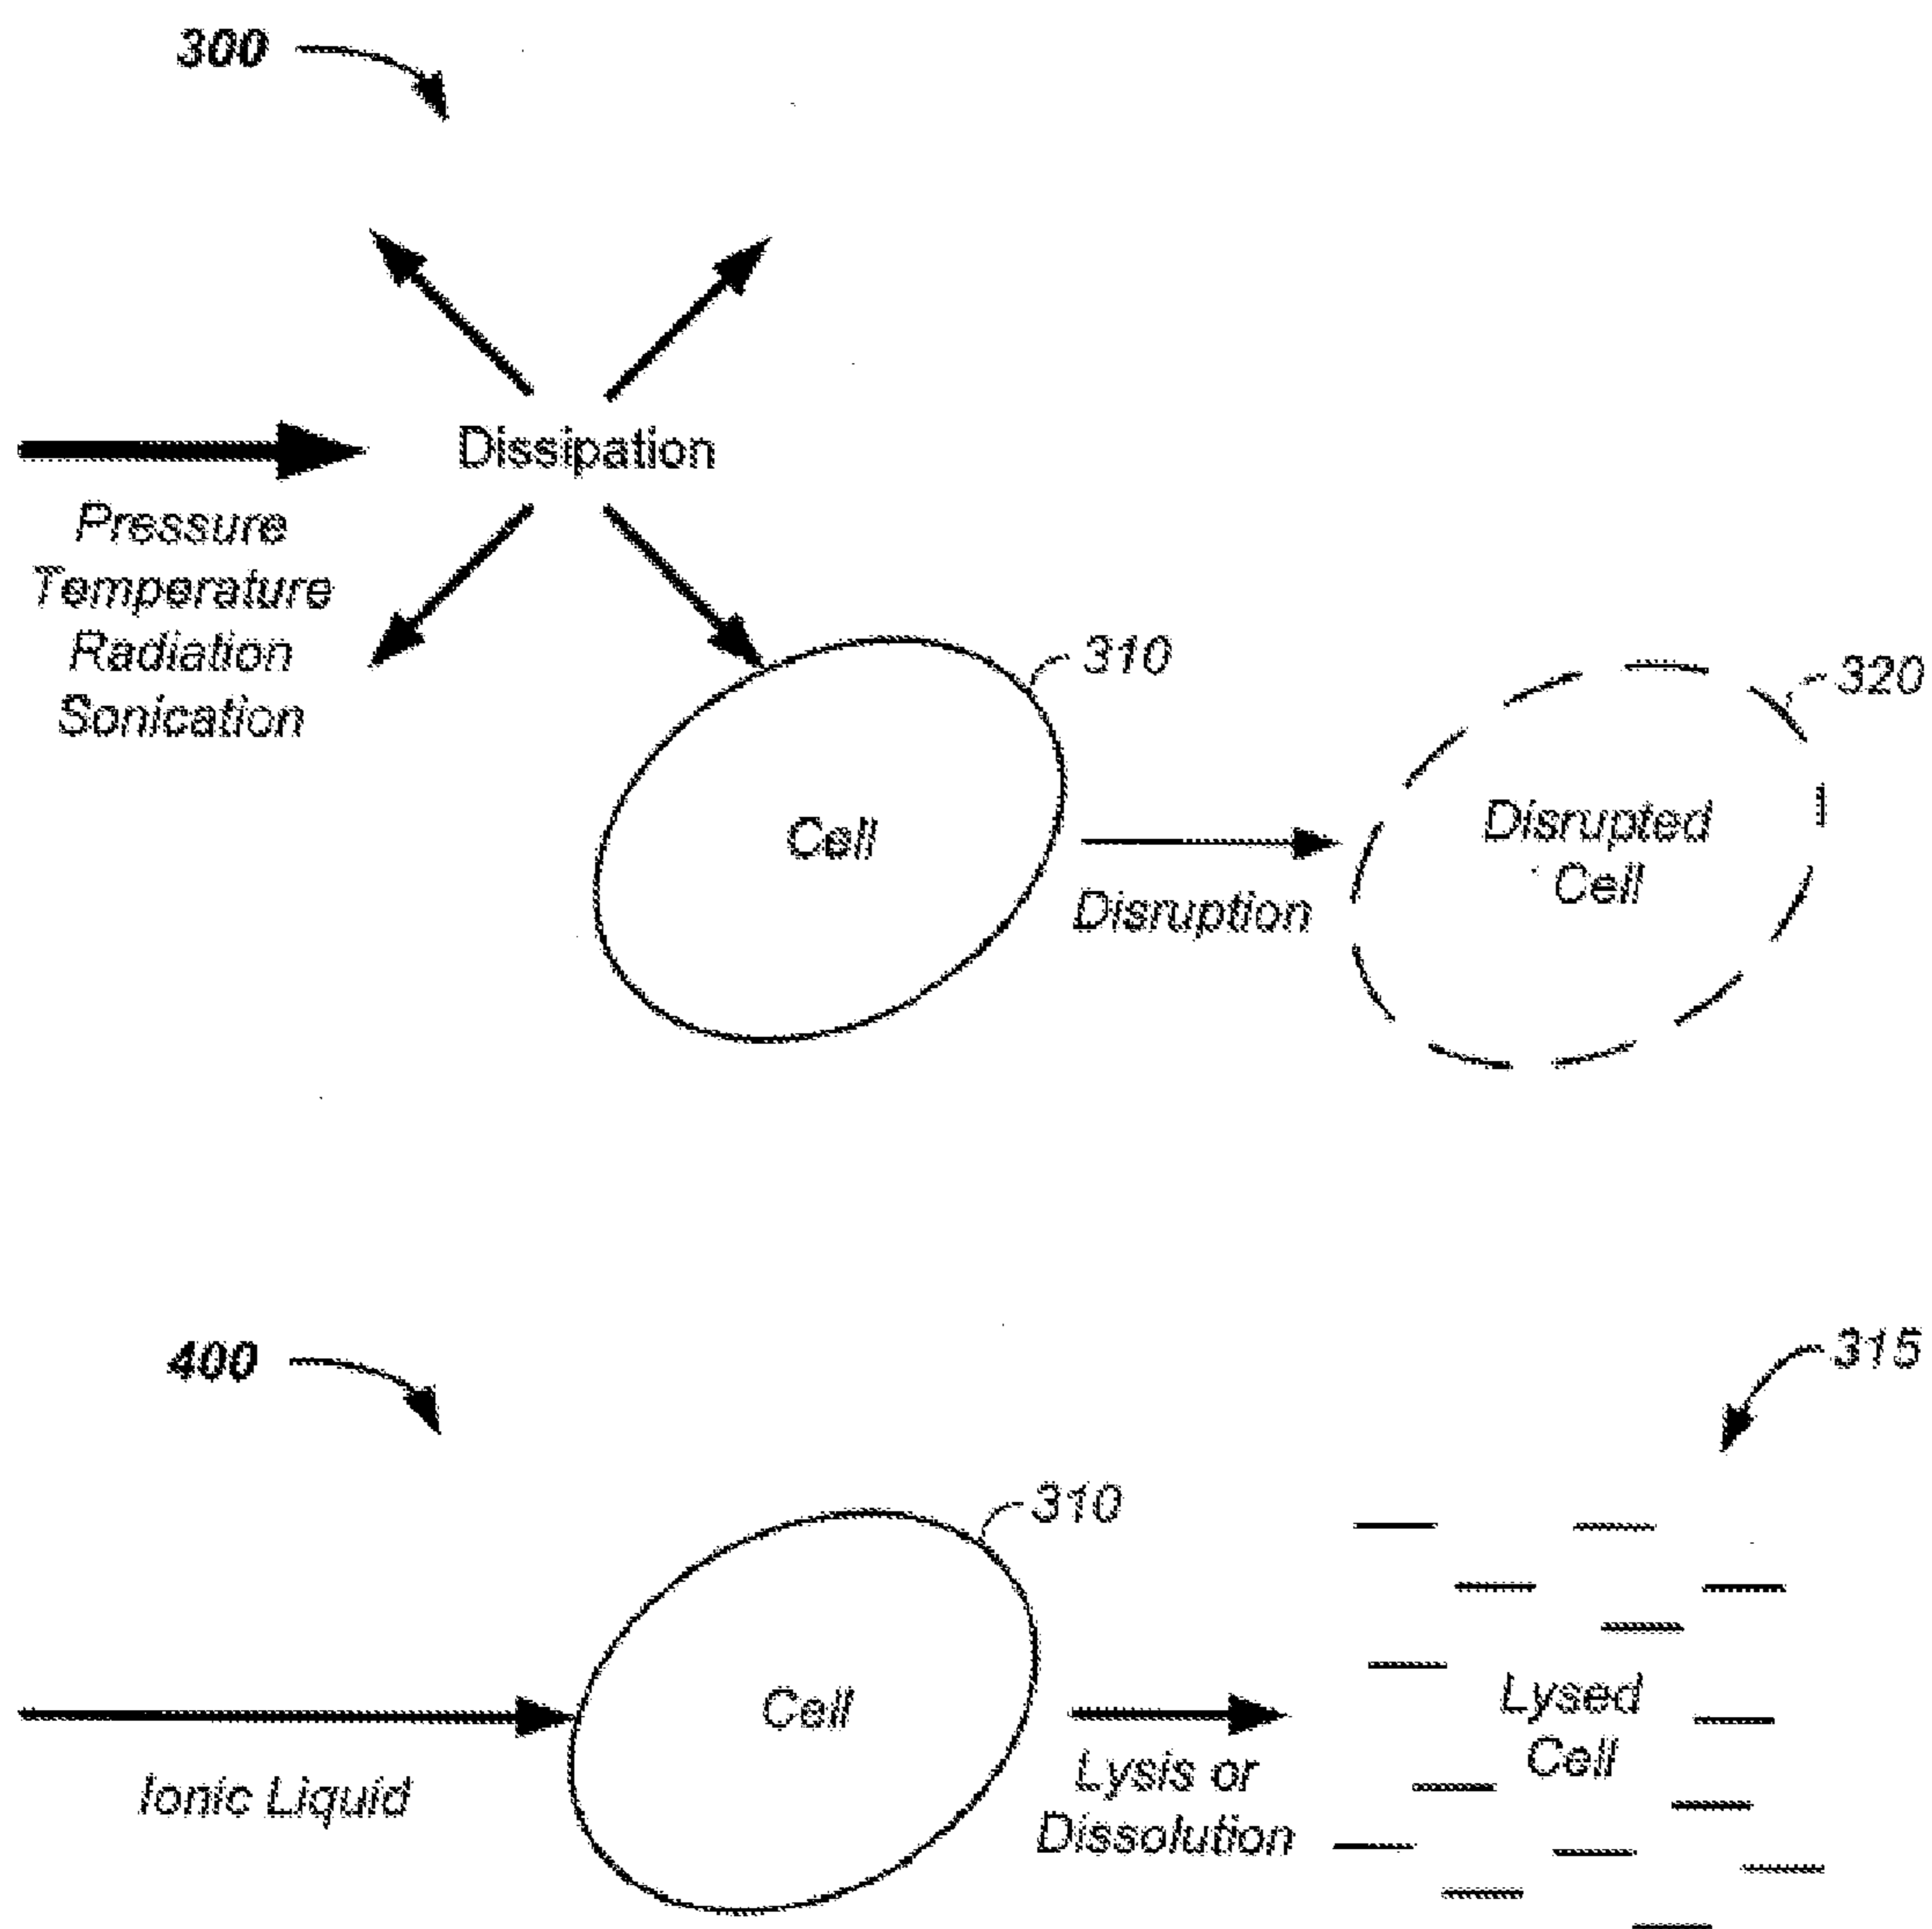 300
Dissipation
Pressure
Temperature
Radiation
Sonication
310
320
Cell
Disrupted
Cell
Disruption
400
315
310
Cell
Lysed
Cell
Ionic Liquid
Lysis or
Dissolution